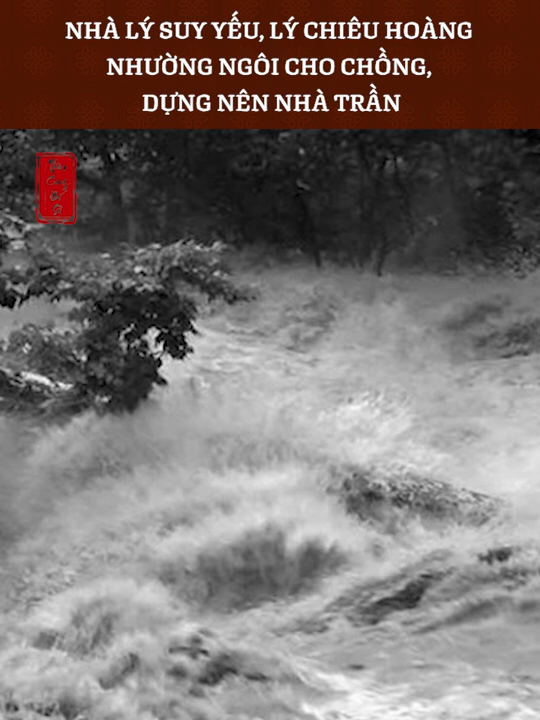 NHÀ LÝ SUY YẾU, LÝ CHIÊU HOÀNG
NHƯỜNG NGÔI CHO CHỒNG,
DỰNG NÊN NHÀ TRẦN